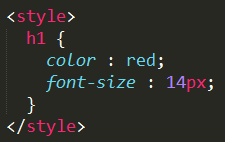 <style>
h1 {
color : red;
font-size : 14px;
}
</style>